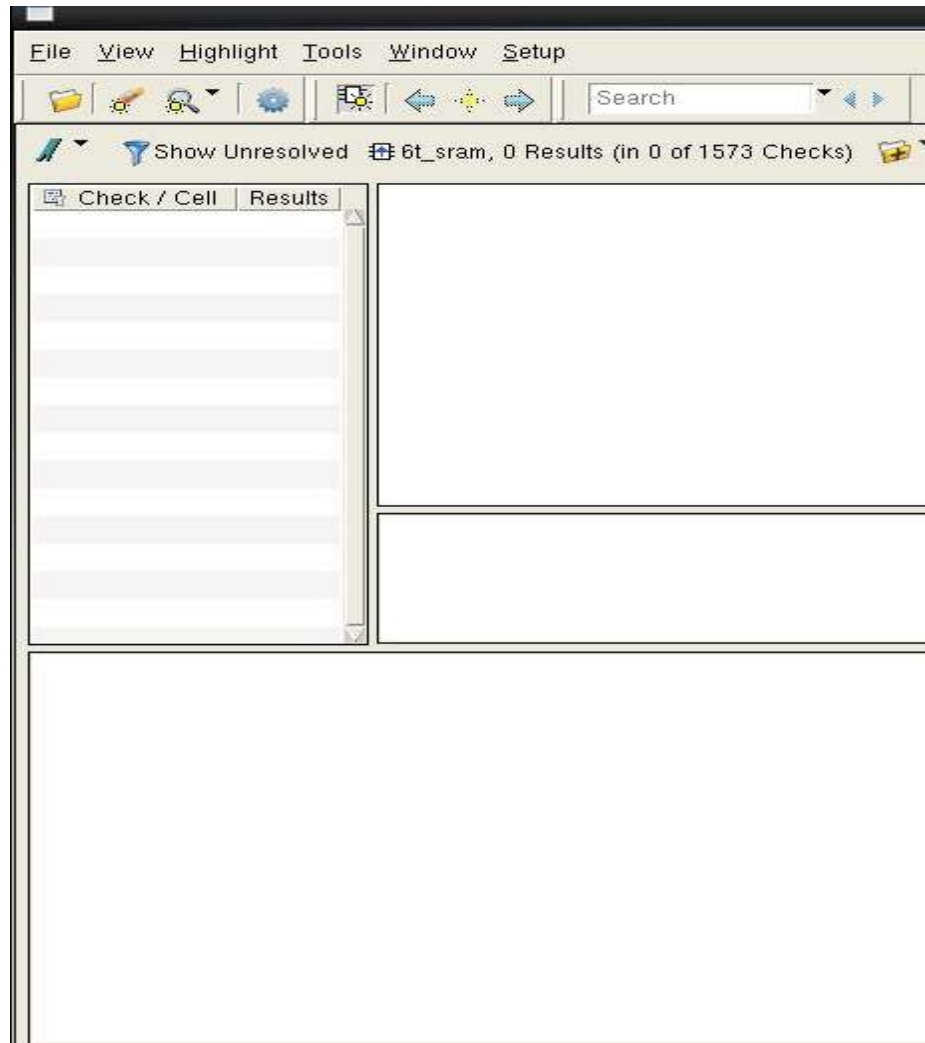 File View Highlight Tools Window Setup
Search
Show Unresolved 6t_sram, 0 Results (in 0 of 1573 Checks)
Check / Cell Results